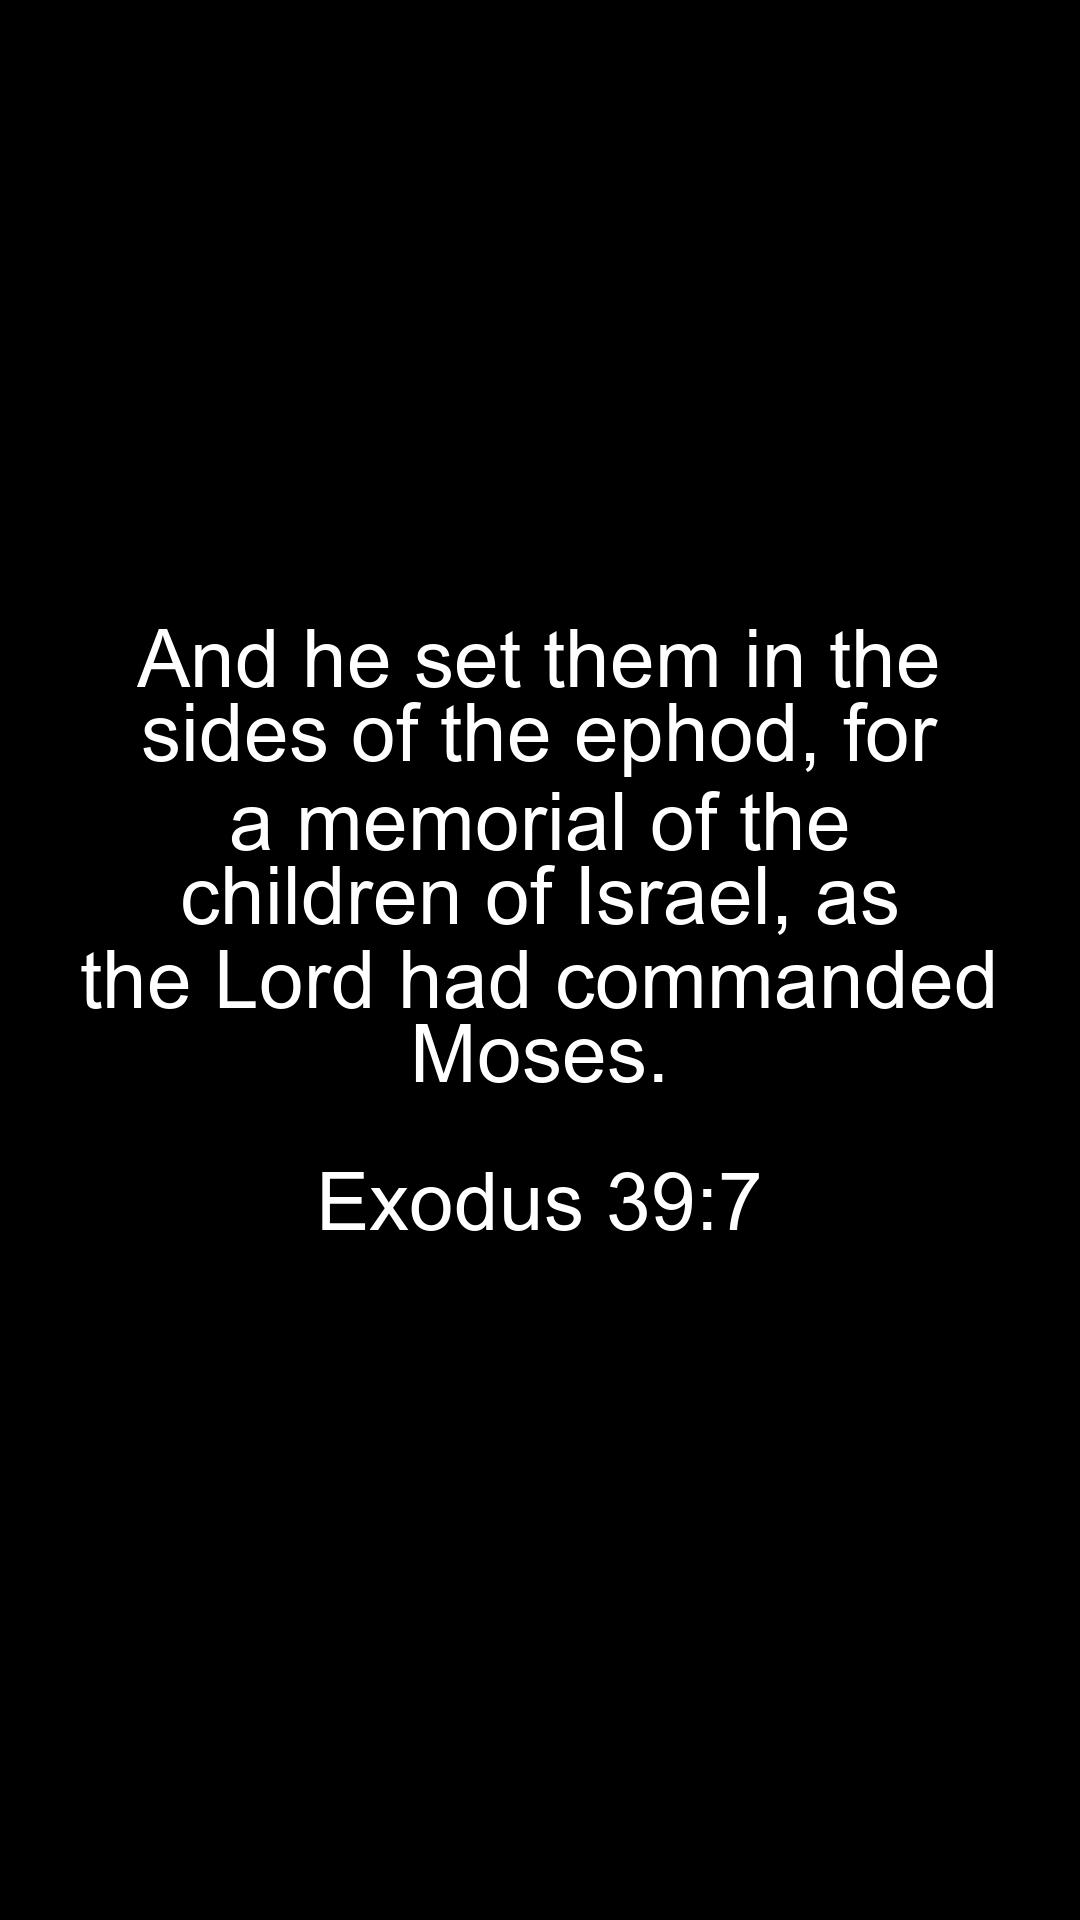 And he set them in the
sides of the ephod, for
a memorial of the
children of Israel, as
the Lord had commanded
Moses.
Exodus 39:7